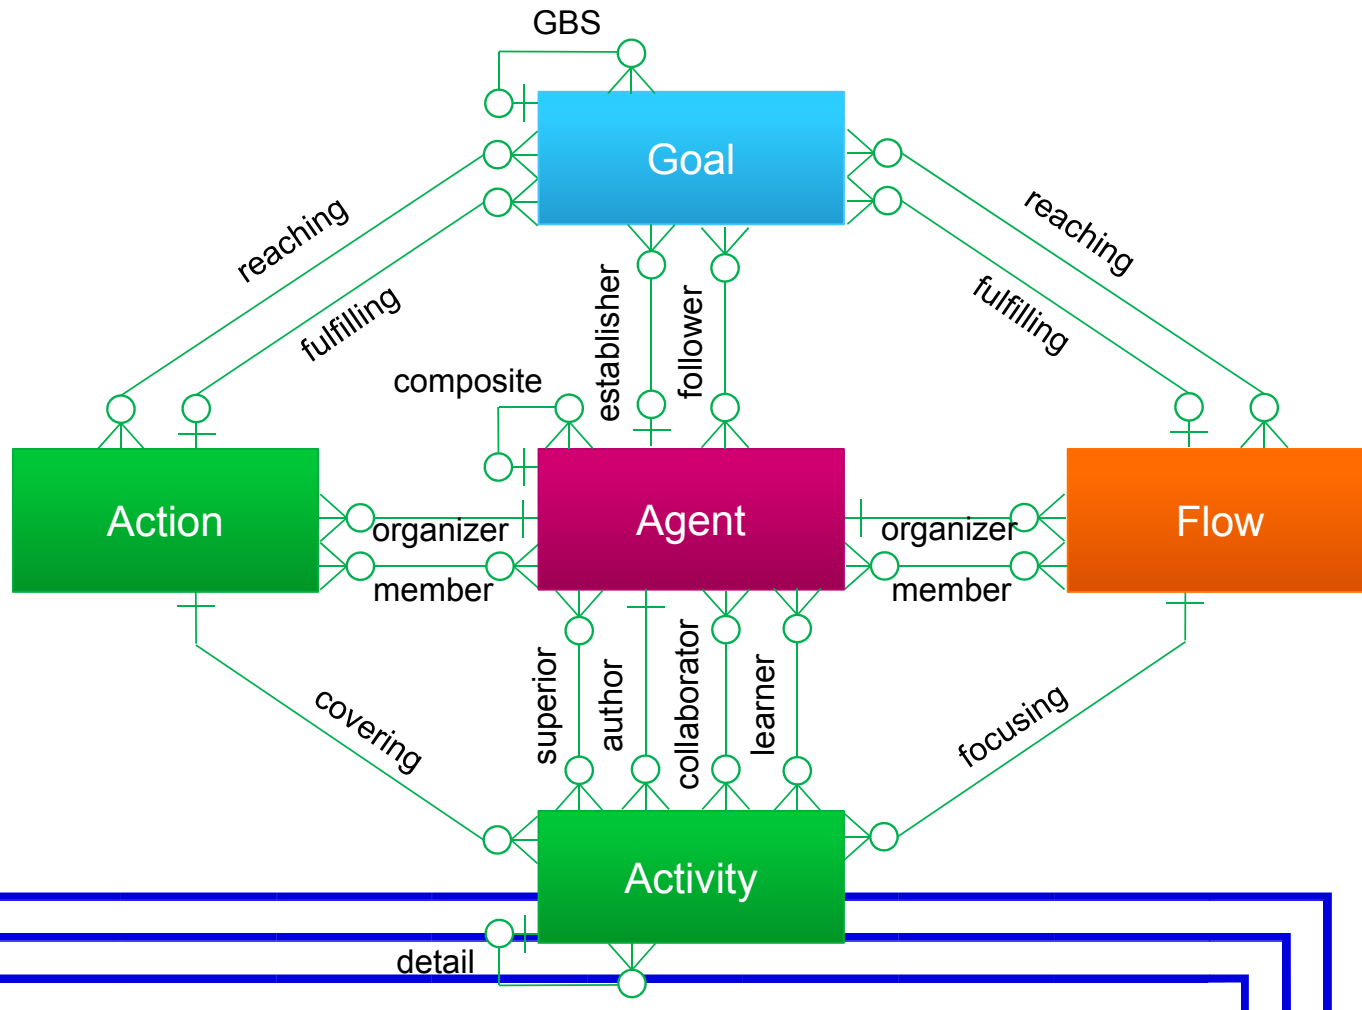 GBS
Goal
reaching
reaching
fulfilling
fulfilling
establisher
follower
composite
Action
Agent
Flow
organizer
organizer
member
member
superior
author
collaborator
learner
covering
focusing
Activity
detail